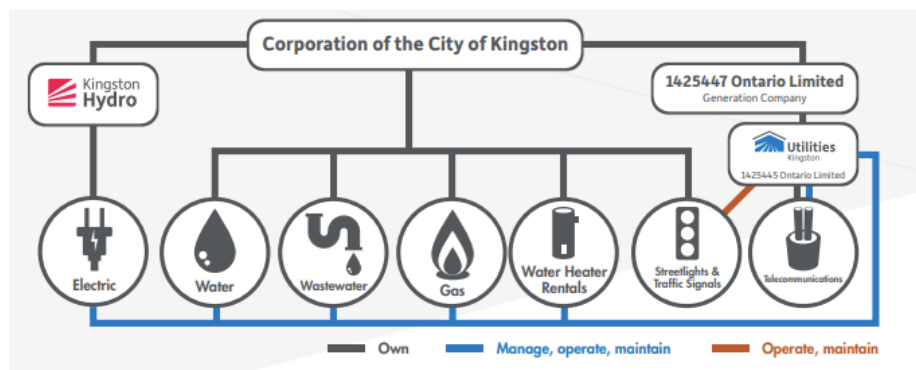 Corporation of the City of Kingston
Kingston
Hydro
1425447 Ontario Limited
Generation Company
Utilities
Kingston
1425445 Ontario Limited
Electric
Water
Wastewater
Gas
Water Heater
Rentals
Streetlights &
Traffic Signals
Telecommunications
Own
Manage, operate, maintain
Operate, maintain